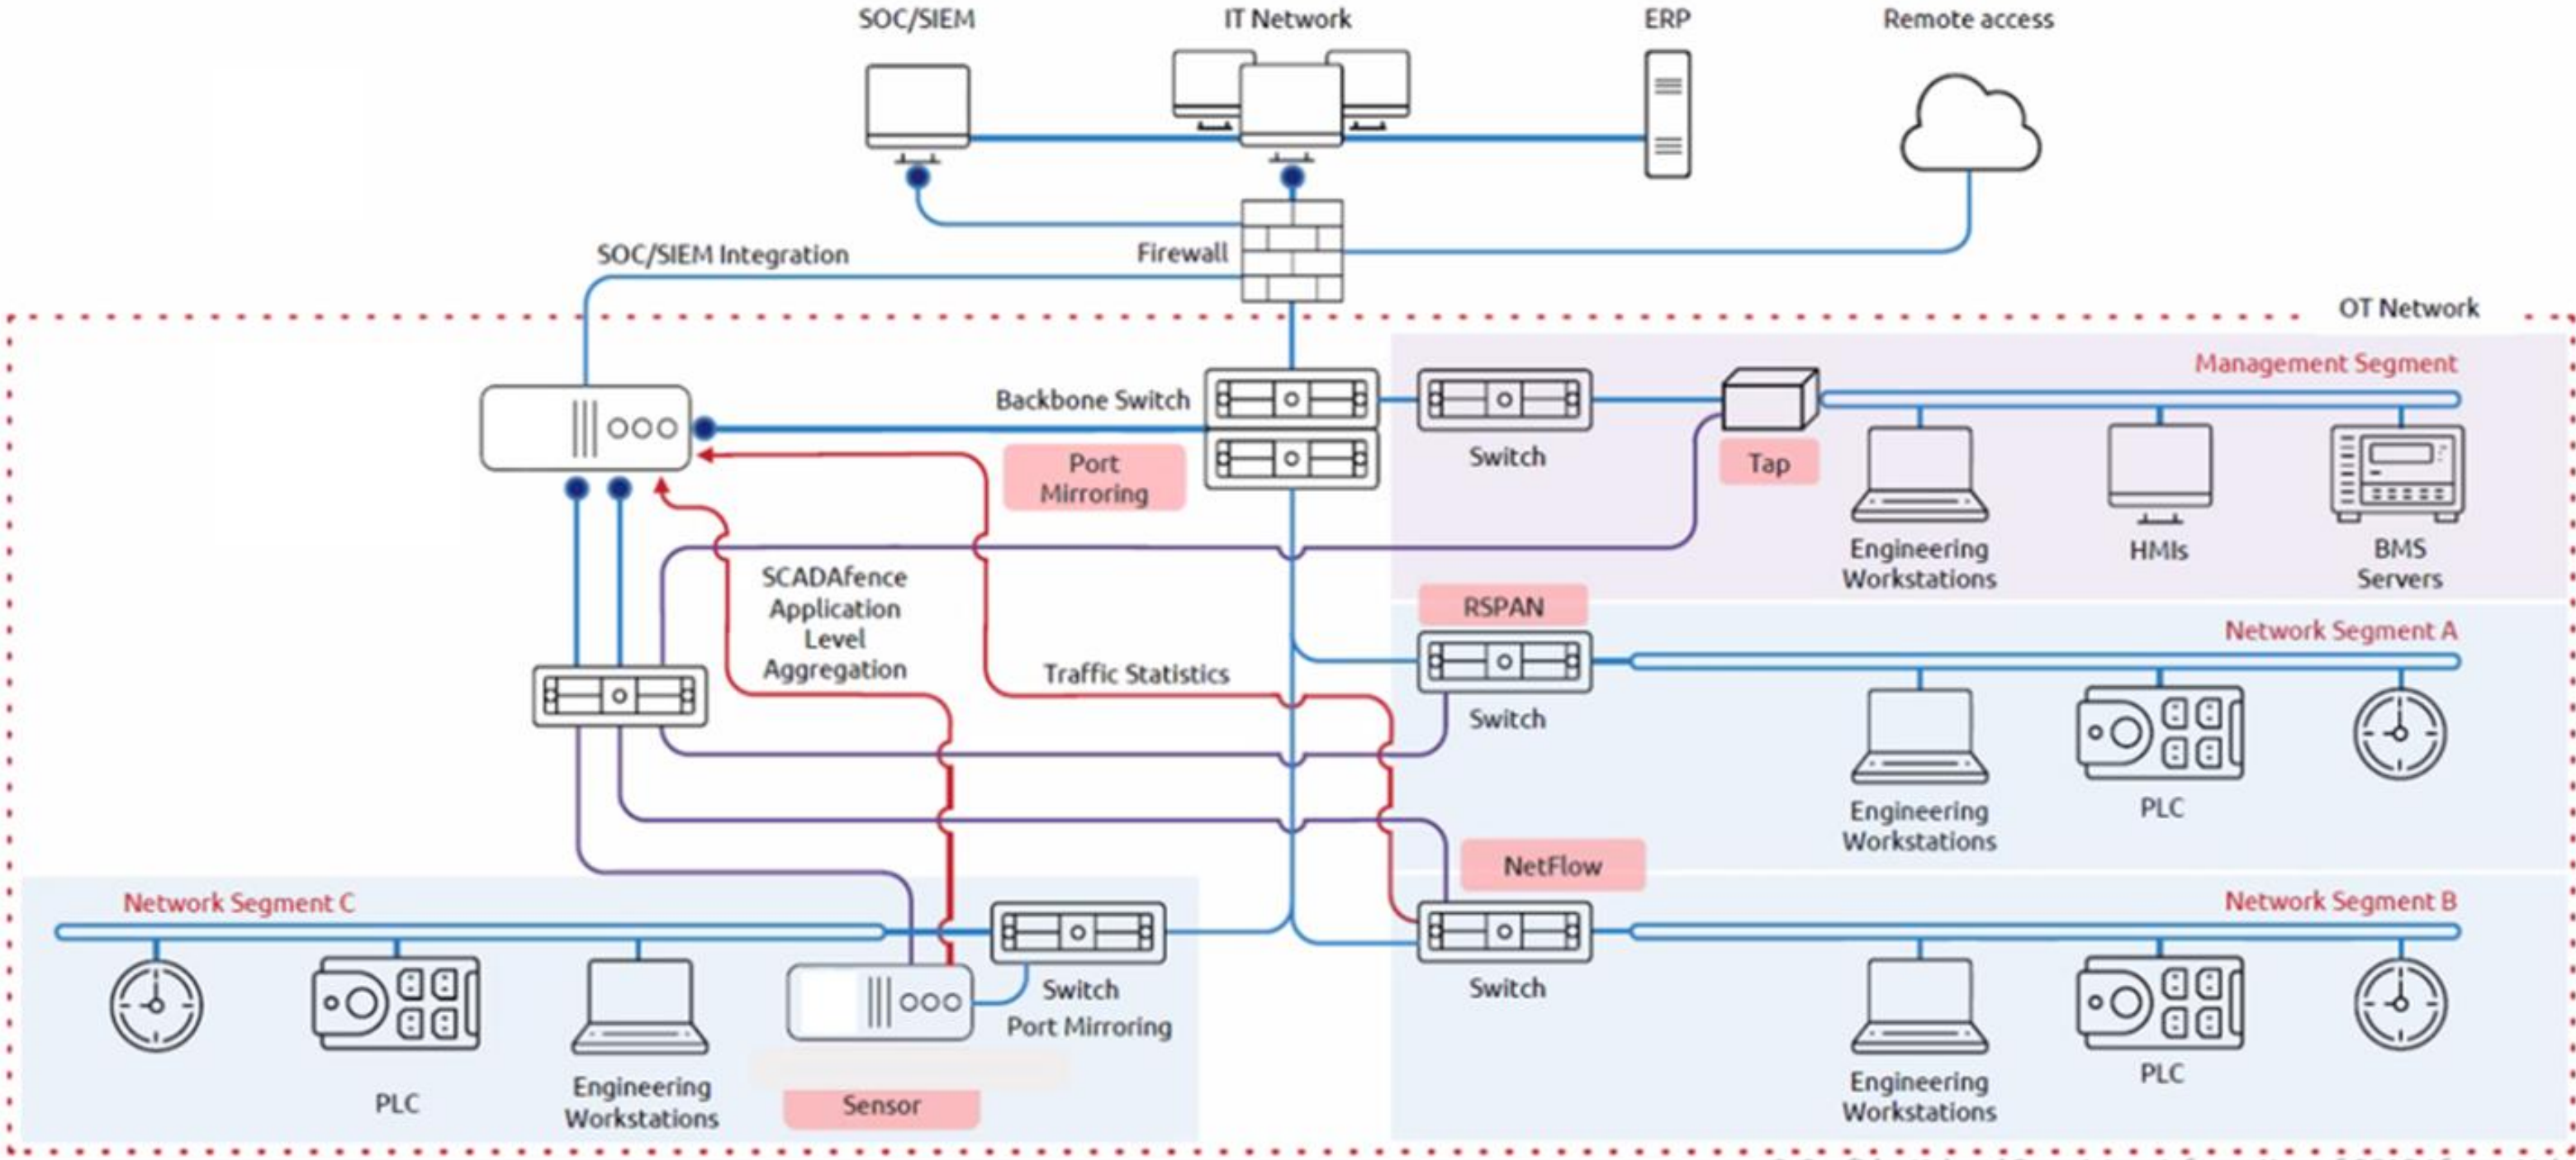 SOC/SIEM
IT Network
ERP
Remote access
SOC/SIEM Integration
Firewall
OT Network
Management Segment
Backbone Switch
Port
Mirroring
Switch
Tap
Engineering
Workstations
HMIs
BMS
Servers
SCADAfence
Application
Level
Aggregation
Traffic Statistics
RSPAN
Switch
Network Segment A
Engineering
Workstations
PLC
NetFlow
Switch
Network Segment B
Engineering
Workstations
PLC
Network Segment C
PLC
Engineering
Workstations
Sensor
Switch
Port Mirroring